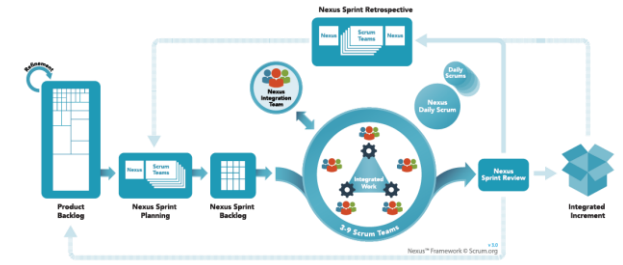 Nexus Sprint Retrospective
Nexus
Scrum
Teams
Nexus
Refinement
Nexus
Integration
Team
Daily
Scrums
Nexus
Daily Scrum
Nexus
Scrum
Teams
Integrated
Work
Nexus
Sprint Review
3-9 Scrum Teams
Product
Backlog
Nexus Sprint
Planning
Nexus Sprint
Backlog
Integrated
Increment
Nexus™ Framework © Scrum.org